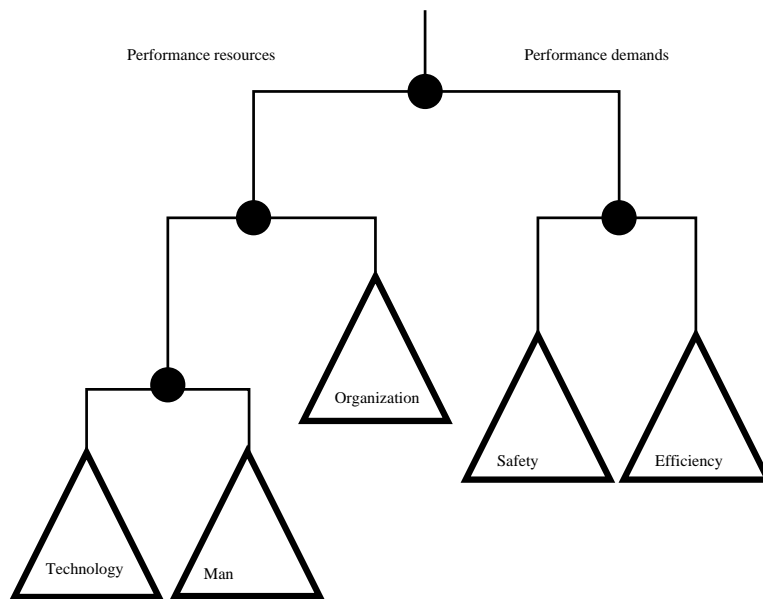 Performance resources
Performance demands
Organization
Safety
Efficiency
Technology
Man